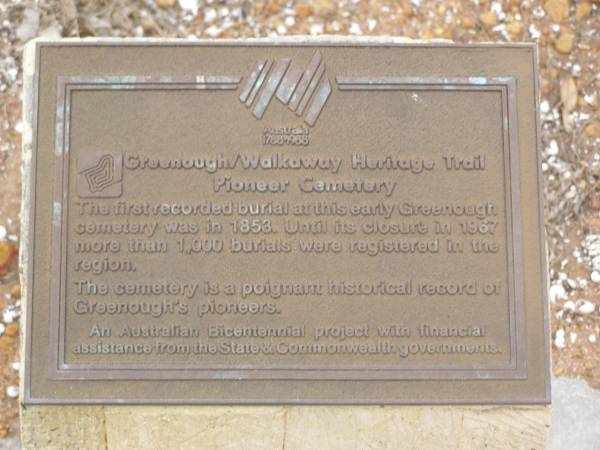 Australia
1788-1988
Greenough/Walkaway Heritage Trail
Pioneer Cemetery
The first recorded burial at this early Greenough
cemetery was in 1853. Until its closure in 1867
more than 1,000 burials were registered in the
region.
The cemetery is a poignant historical record of
Greenough's pioneers.
An Australian Bicentennial project with financial
assistance from the State & Commonwealth governments.